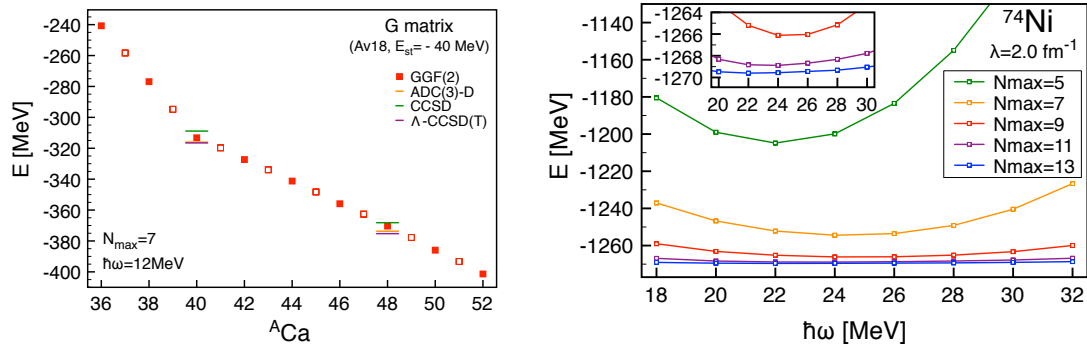 G matrix
(Av18, Est= - 40 MeV)
GGF(2)
ADC(3)-D
CCSD
Λ-CCSD(T)
E [MeV]
-240
-260
-280
-300
-320
-340
-360
-380
-400
Nmax=7
ħω=12MeV
36 38 40 42 44 46 48 50 52
ACa
74Ni
λ=2.0 fm-1
Nmax=5
Nmax=7
Nmax=9
Nmax=11
Nmax=13
-1264
-1266
-1268
-1270
20 22 24 26 28 30
E [MeV]
-1140
-1160
-1180
-1200
-1220
-1240
-1260
18 20 22 24 26 28 30 32
ħω [MeV]